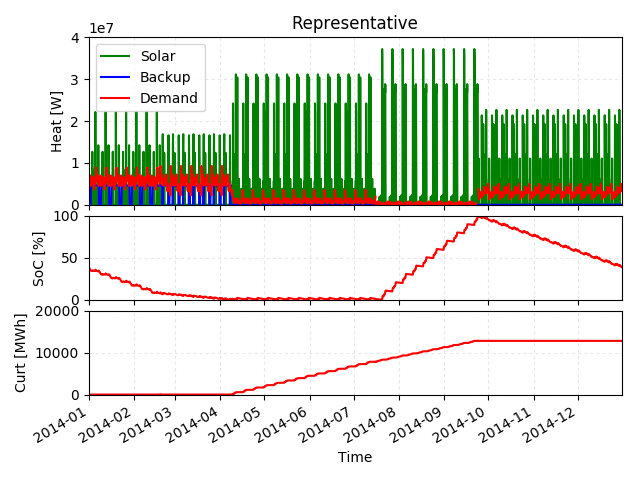 Representative
1e7
4
3
2
1
0
Heat [W]
Solar
Backup
Demand
100
50
0
SoC [%]
20000
10000
0
Curt [MWh]
2014-01
2014-02
2014-03
2014-04
2014-05
2014-06
2014-07
2014-08
2014-09
2014-10
2014-11
2014-12
Time